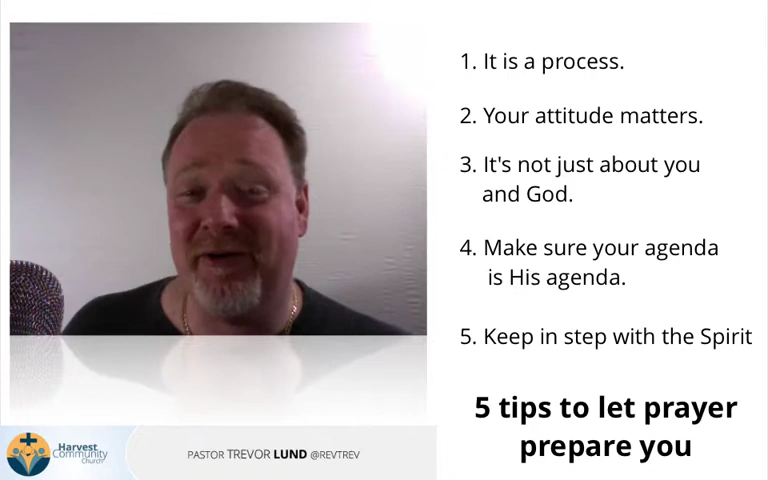 1. It is a process.
2. Your attitude matters.
3. It's not just about you
and God.
4. Make sure your agenda
is His agenda.
5. Keep in step with the Spirit
5 tips to let prayer
prepare you
Harvest
Community
Church
PASTOR TREVOR LUND @REVTREV